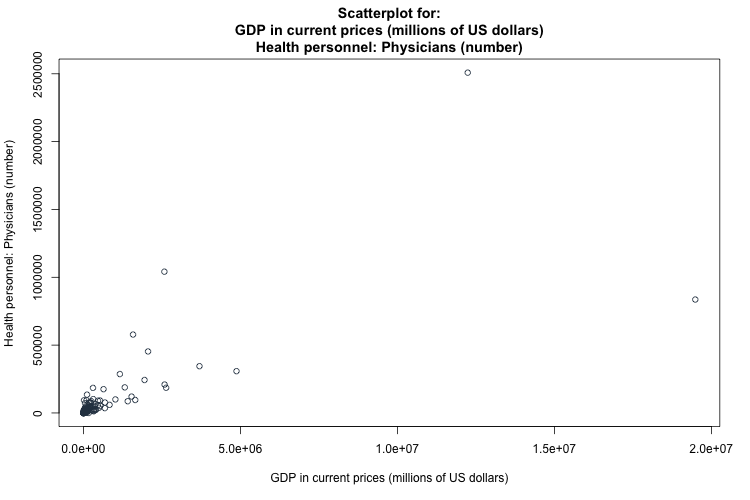 Scatterplot for:
GDP in current prices (millions of US dollars)
Health personnel: Physicians (number)
Health personnel: Physicians (number)
2500000
2000000
1500000
1000000
500000
0
0.0e+00
5.0e+06
1.0e+07
1.5e+07
2.0e+07
GDP in current prices (millions of US dollars)